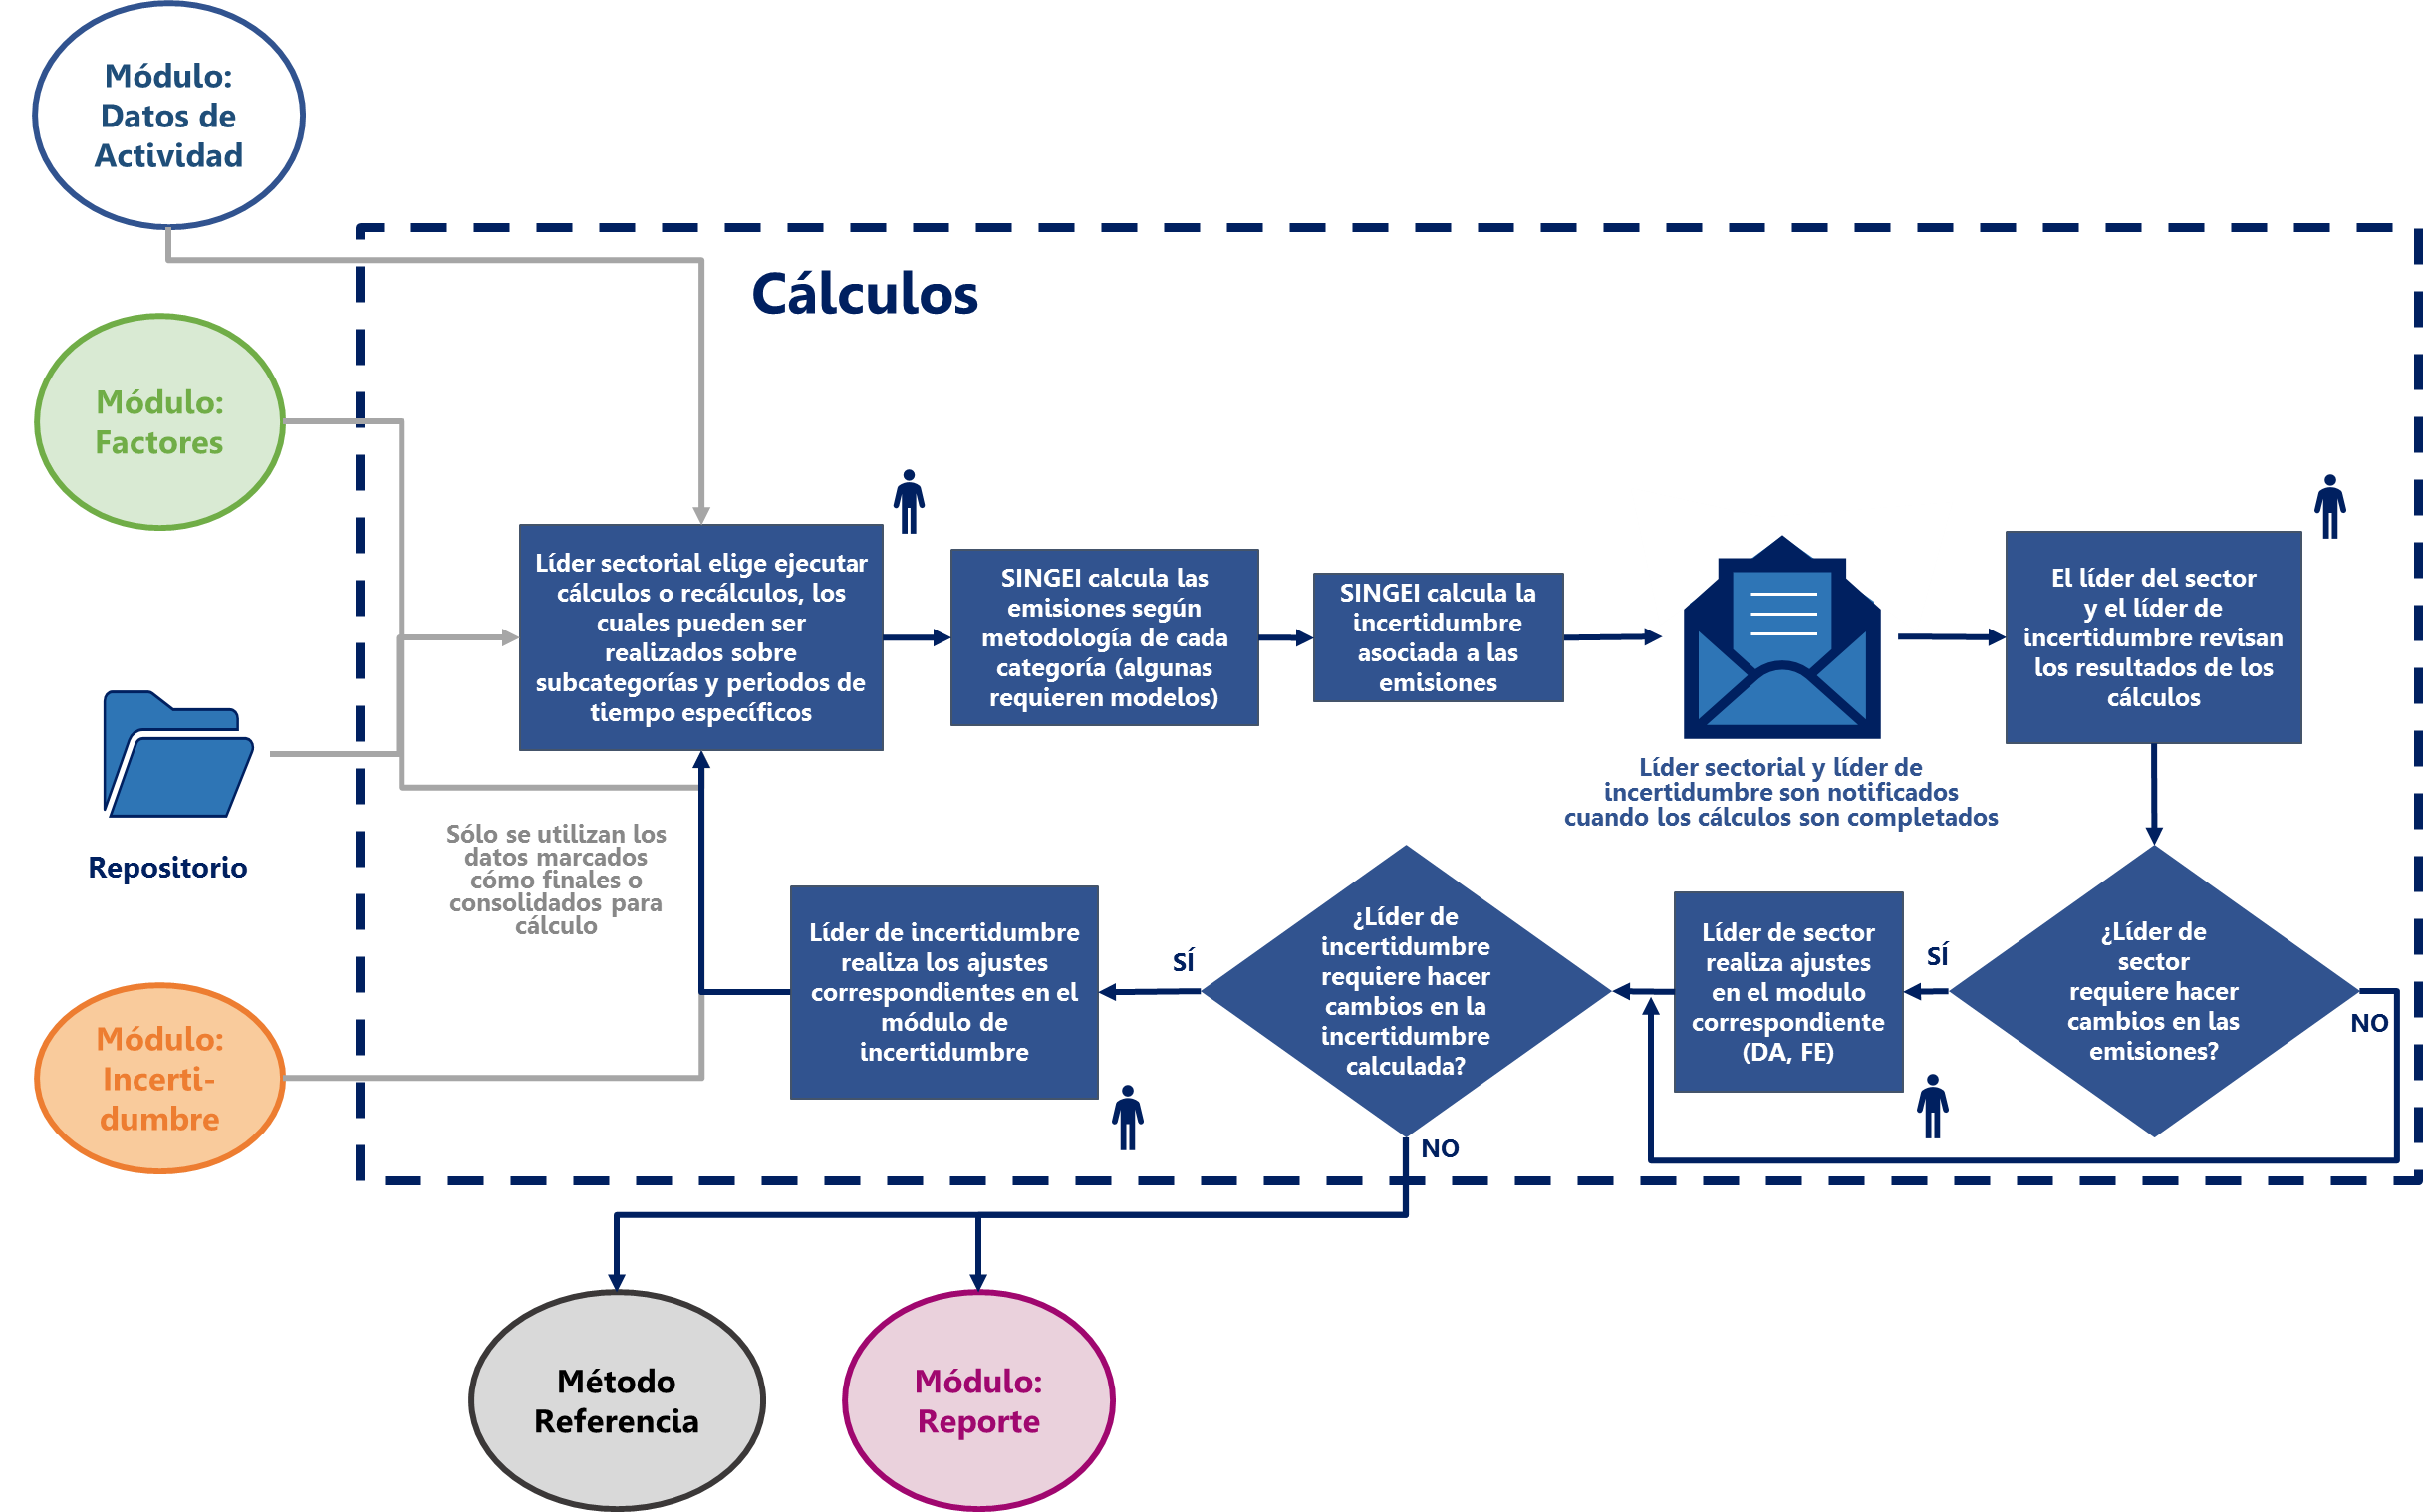 Módulo:
Datos de
Actividad
Cálculos
Módulo:
Factores
Líder sectorial elige ejecutar
cálculos o recálculos, los
cuales pueden ser
realizados sobre
subcategorías y periodos de
tiempo específicos
SINGEI calcula las
emisiones según
metodología de cada
categoría (algunas
requieren modelos)
SINGEI calcula la
incertidumbre
asociada a las
emisiones
Líder sectorial y líder de
incertidumbre son notificados
cuando los cálculos son completados
El líder del sector
y el líder de
incertidumbre revisan
los resultados de los
cálculos
Repositorio
Sólo se utilizan los
datos marcados
cómo finales o
consolidados para
cálculo
¿Líder de
sector
requiere hacer
cambios en las
emisiones?
SÍ
NO
Líder de sector
realiza ajustes
en el modulo
correspondiente
(DA, FE)
¿Líder de
incertidumbre
requiere hacer
cambios en la
incertidumbre
calculada?
SÍ
NO
Líder de incertidumbre
realiza los ajustes
correspondientes en el
módulo de
incertidumbre
Módulo:
Incerti-
dumbre
Método
Referencia
Módulo:
Reporte